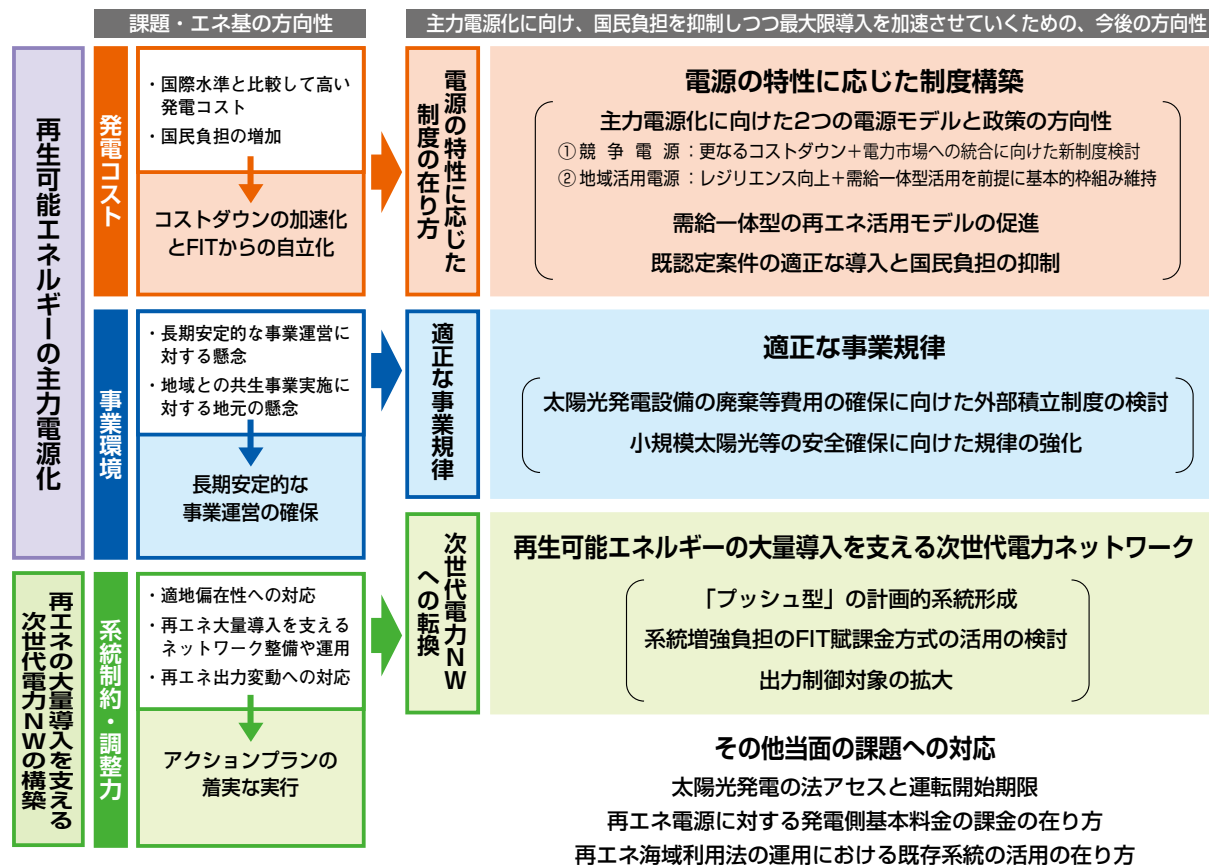 課題・エネ基の方向性
主力電源化に向け、国民負担を抑制しつつ最大限導入を加速させていくための、今後の方向性
再生可能エネルギーの主力電源化
発電コスト
・国際水準と比較して高い
発電コスト
・国民負担の増加
コストダウンの加速化
とFITからの自立化
電源の特性に応じた
制度の在り方
電源の特性に応じた制度構築
主力電源化に向けた2つの電源モデルと政策の方向性
①競争電源：更なるコストダウン＋電力市場への統合に向けた新制度検討
②地域活用電源：レジリエンス向上＋需給一体型活用を前提に基本的枠組み維持
需給一体型の再エネ活用モデルの促進
既認定案件の適正な導入と国民負担の抑制
事業環境
・長期安定的な事業運営に
対する懸念
・地域との共生事業実施に
対する地元の懸念
長期安定的な
事業運営の確保
適正な事業規律
適正な事業規律
太陽光発電設備の廃棄等費用の確保に向けた外部積立制度の検討
小規模太陽光等の安全確保に向けた規律の強化
再エネの大量導入を支える
次世代電力NWの構築
系統制約・調整力
・適地偏在性への対応
・再エネ大量導入を支える
ネットワーク整備や運用
・再エネ出力変動への対応
アクションプランの
着実な実行
次世代電力NW
への転換
再生可能エネルギーの大量導入を支える次世代電力ネットワーク
「プッシュ型」の計画的系統形成
系統増強負担のFIT賦課金方式の活用の検討
出力制御対象の拡大
その他当面の課題への対応
太陽光発電の法アセスと運転開始期限
再エネ電源に対する発電側基本料金の課金の在り方
再エネ海域利用法の運用における既存系統の活用の在り方